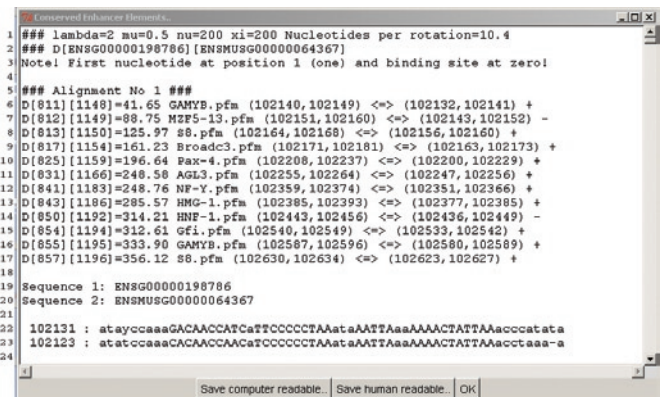 Conserved Enhancer Elements..
1 ### lambda=2 mu=0.5 nu=200 xi=200 Nucleotides per rotation=10.4
2 ### D[ENSG00000198786][ENSMUSG00000064367]
3 Note! First nucleotide at position 1 (one) and binding site at zero!
4
5 ### Alignment No 1 ###
6 D[811][1148]=41.65 GAMYB.pfm (102140,102149) <=> (102132,102141) +
7 D[812][1149]=88.75 MZF5-13.pfm (102151,102160) <=> (102143,102152) -
8 D[813][1150]=125.97 S8.pfm (102164,102168) <=> (102156,102160) +
9 D[817][1154]=161.23 Broadc3.pfm (102171,102181) <=> (102163,102173) +
10 D[825][1159]=196.64 Pax-4.pfm (102208,102237) <=> (102200,102229) +
11 D[831][1166]=248.58 AGL3.pfm (102255,102264) <=> (102247,102256) +
12 D[841][1183]=248.76 NF-Y.pfm (102359,102374) <=> (102351,102366) +
13 D[843][1186]=285.57 HMG-1.pfm (102385,102393) <=> (102377,102385) +
14 D[850][1192]=314.21 HNF-1.pfm (102443,102456) <=> (102436,102449) -
15 D[854][1194]=312.61 Gfi.pfm (102540,102549) <=> (102533,102542) +
16 D[855][1195]=333.90 GAMYB.pfm (102587,102596) <=> (102580,102589) +
17 D[857][1196]=356.12 S8.pfm (102630,102634) <=> (102623,102627) +
18
19 Sequence 1: ENSG00000198786
20 Sequence 2: ENSMUSG00000064367
21
22 102131 : atayccaaaGACAACCATCaTTCCCCCTAAataAATTAaaAAAACTATTAAacccatata
23 102123 : atatccaaaCAACAACCAACaTCCCCCCTAAataAATTAaaAAAACTATTAAacctaaa-a
24
Save computer readable.. Save human readable.. OK